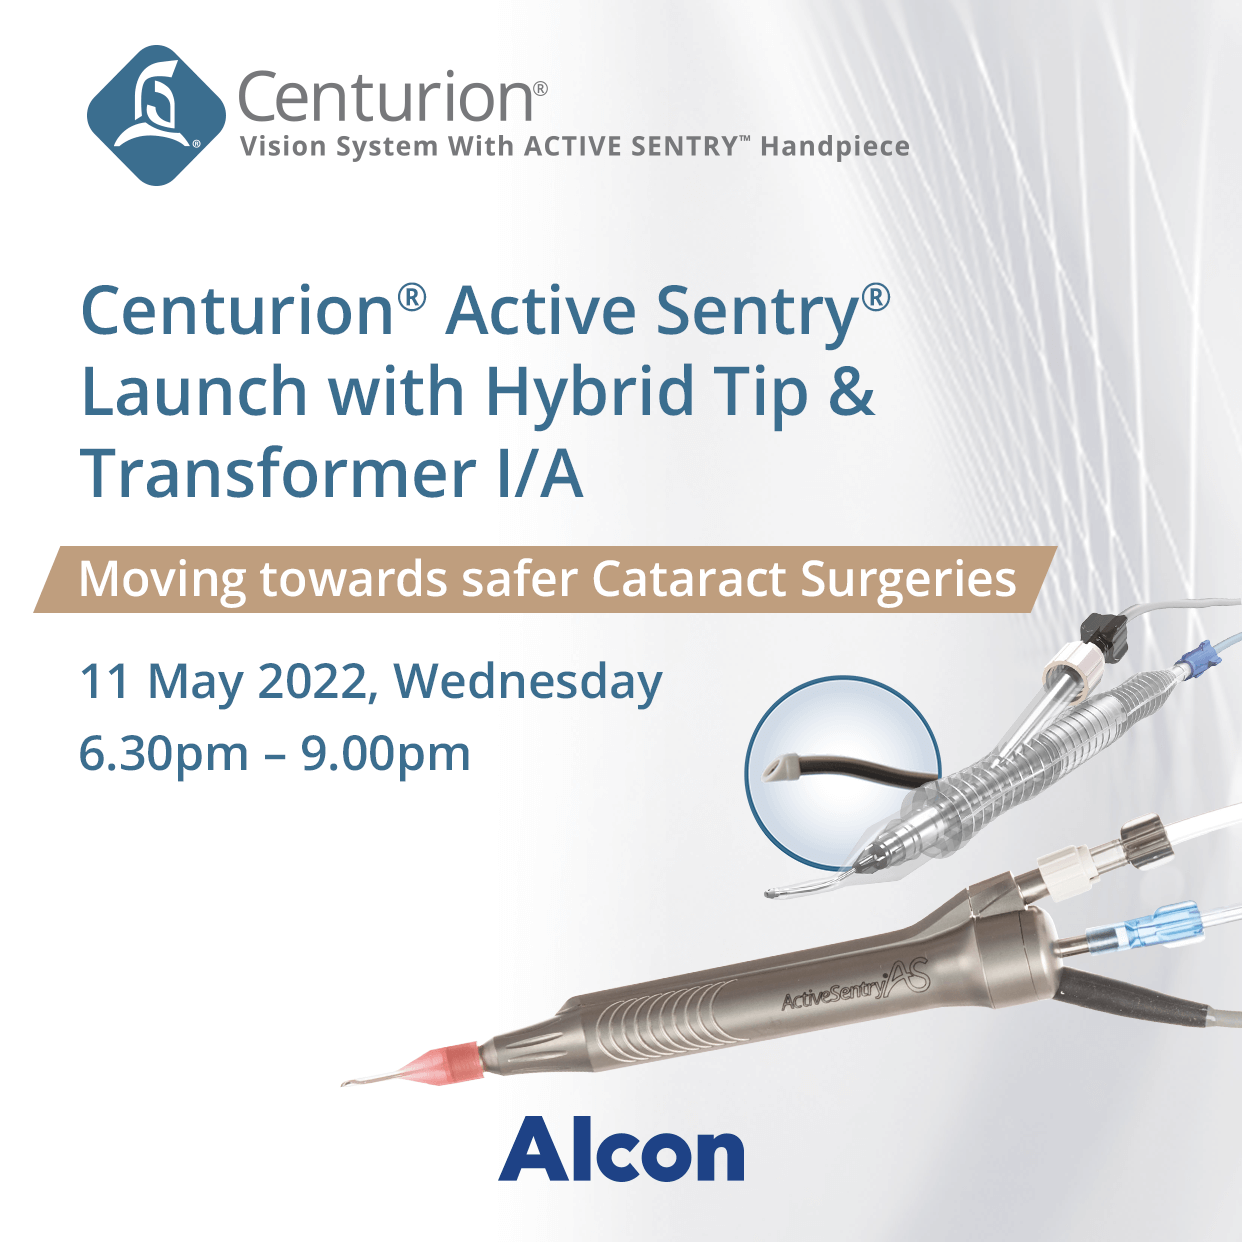 Centurion®
Vision System With ACTIVE SENTRY™ Handpiece
®
Centurion® Active Sentry®
Launch with Hybrid Tip &
Transformer I/A
Moving towards safer Cataract Surgeries
11 May 2022, Wednesday
6.30pm – 9.00pm
ActiveSentry AS
Alcon